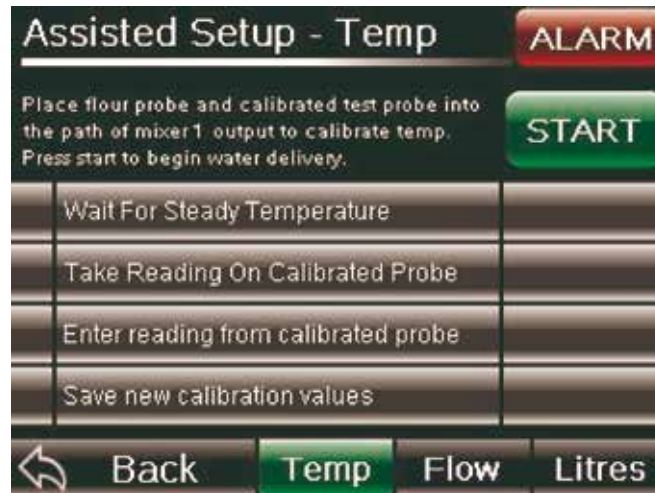 Assisted Setup - Temp
ALARM
Place flour probe and calibrated test probe into
the path of mixer 1 output to calibrate temp.
Press start to begin water delivery.
START
Wait For Steady Temperature
Take Reading On Calibrated Probe
Enter reading from calibrated probe
Save new calibration values
Back
Temp
Flow
Litres